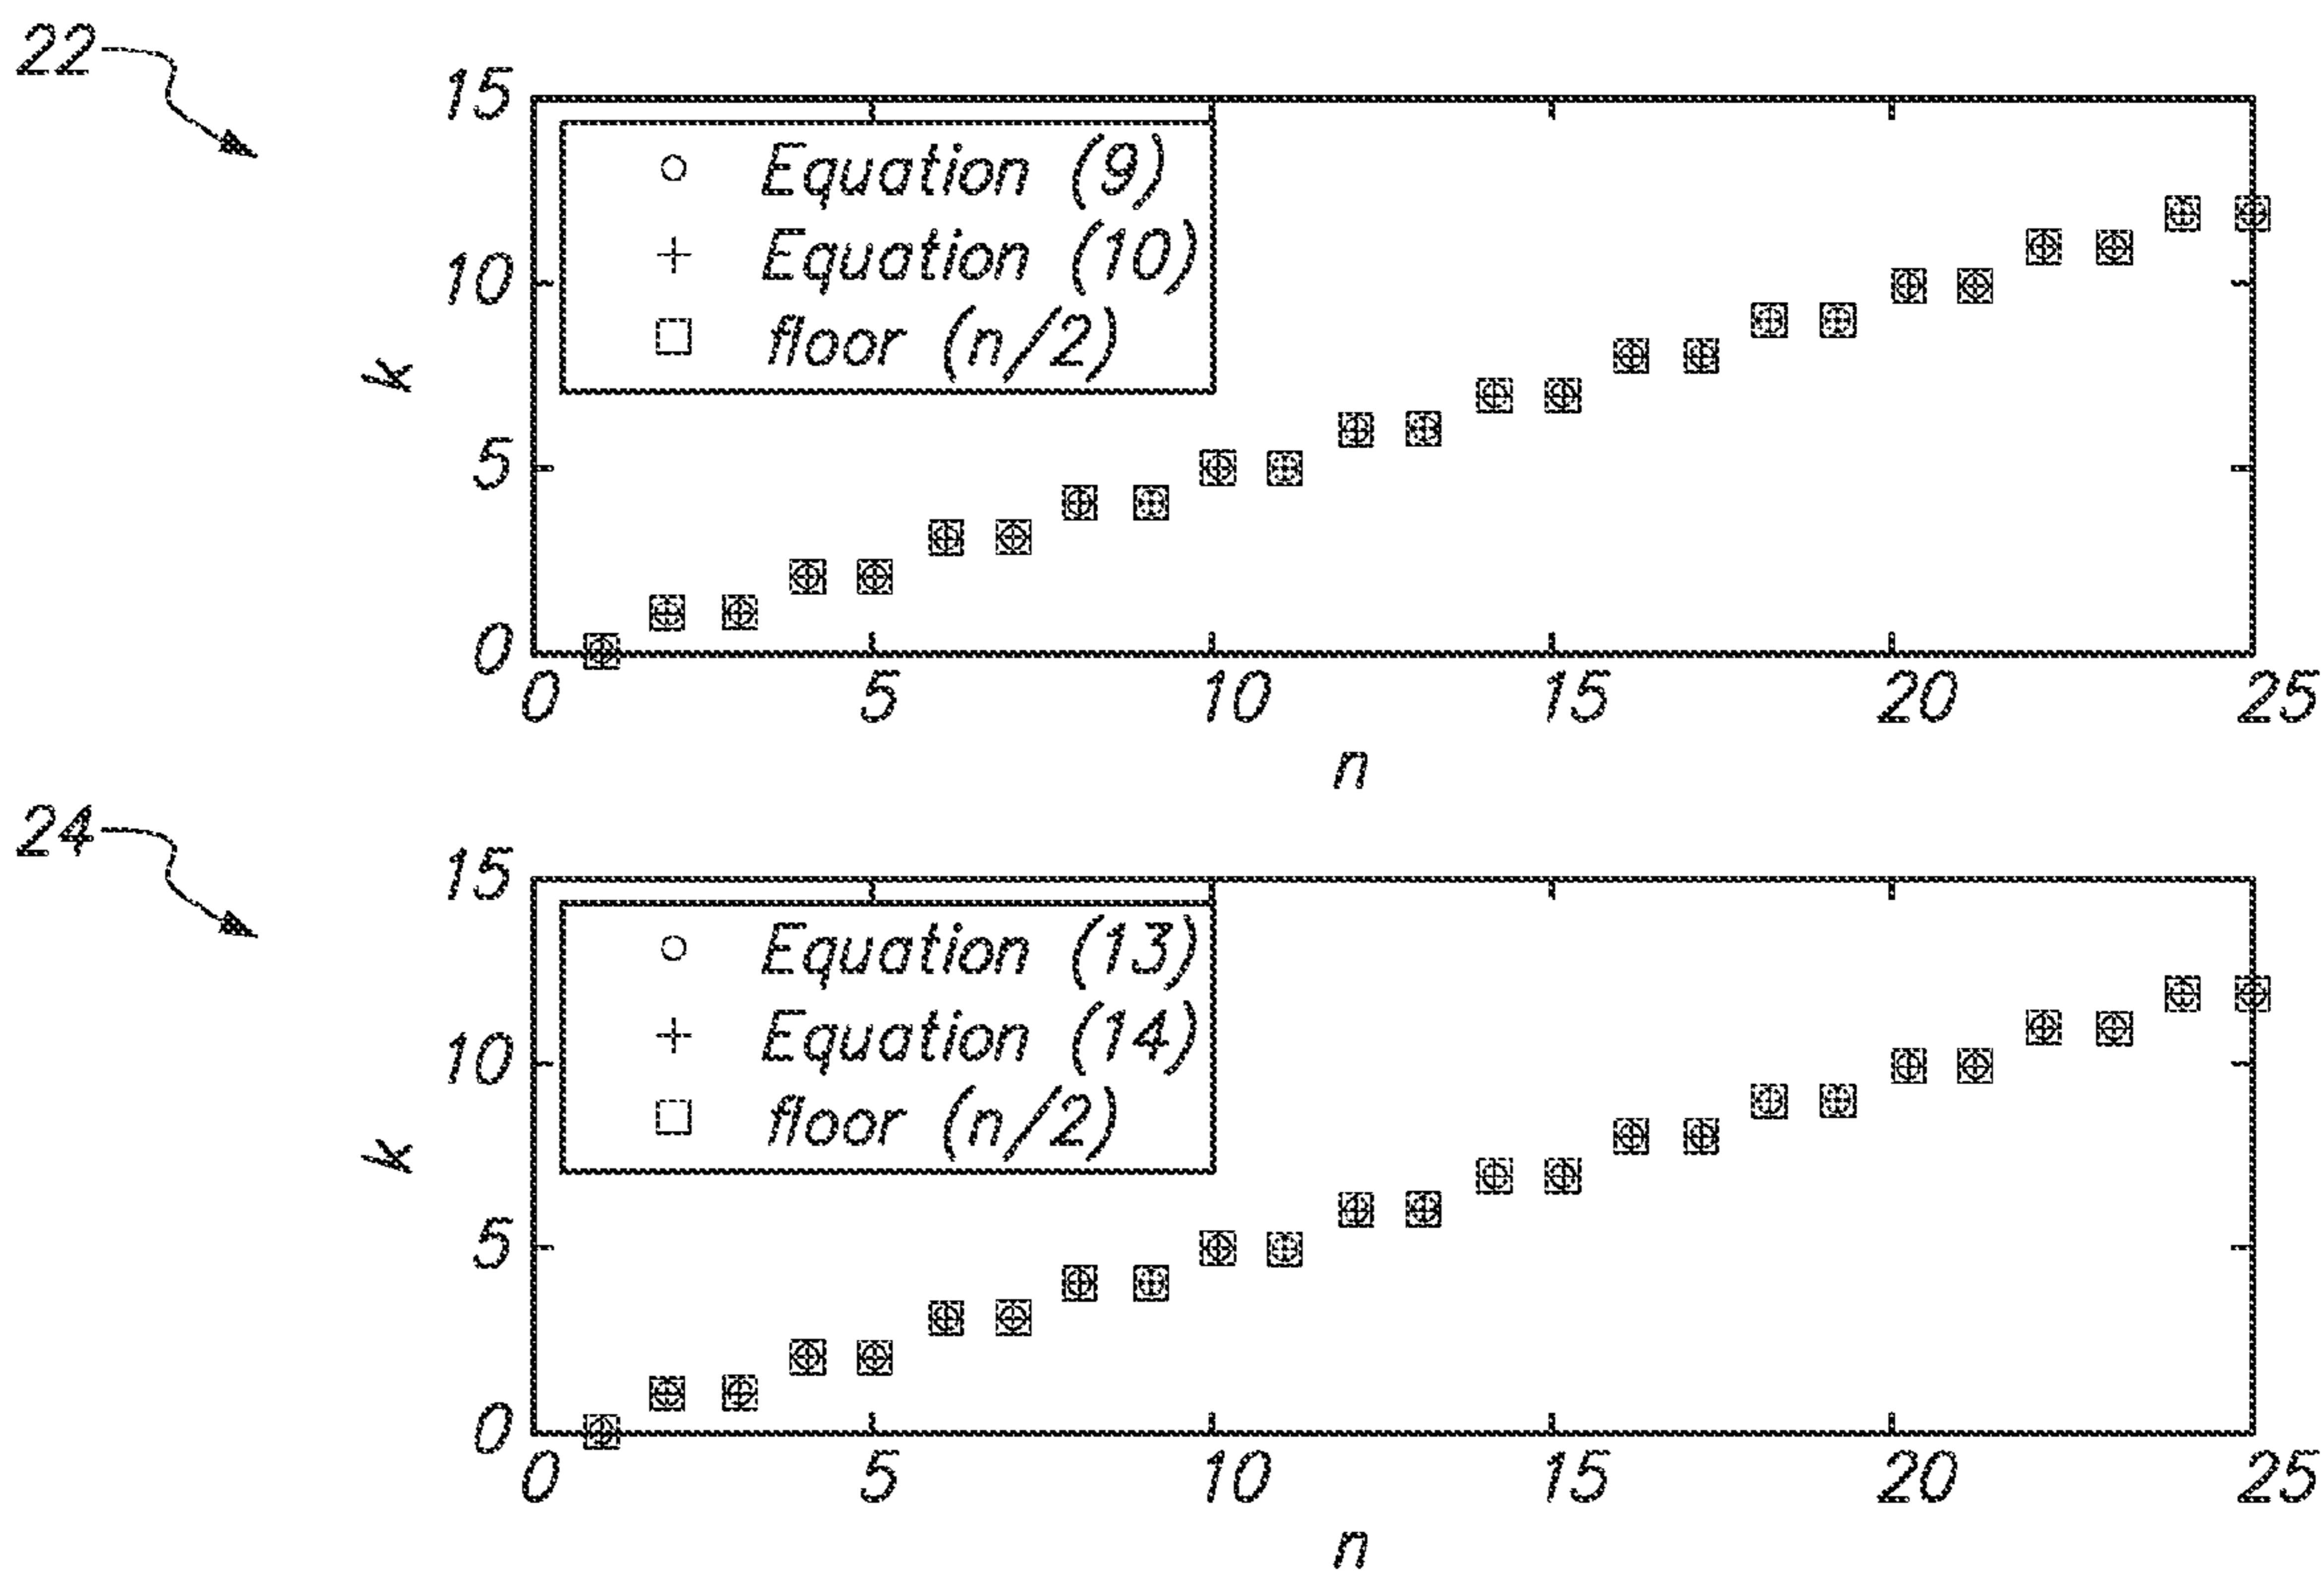 22
15
Equation (9)
Equation (10)
floor (n/2)
10
k
5
0
0 5 10 15 20 25
n
24
15
Equation (13)
Equation (14)
floor (n/2)
10
k
5
0
0 5 10 15 20 25
n